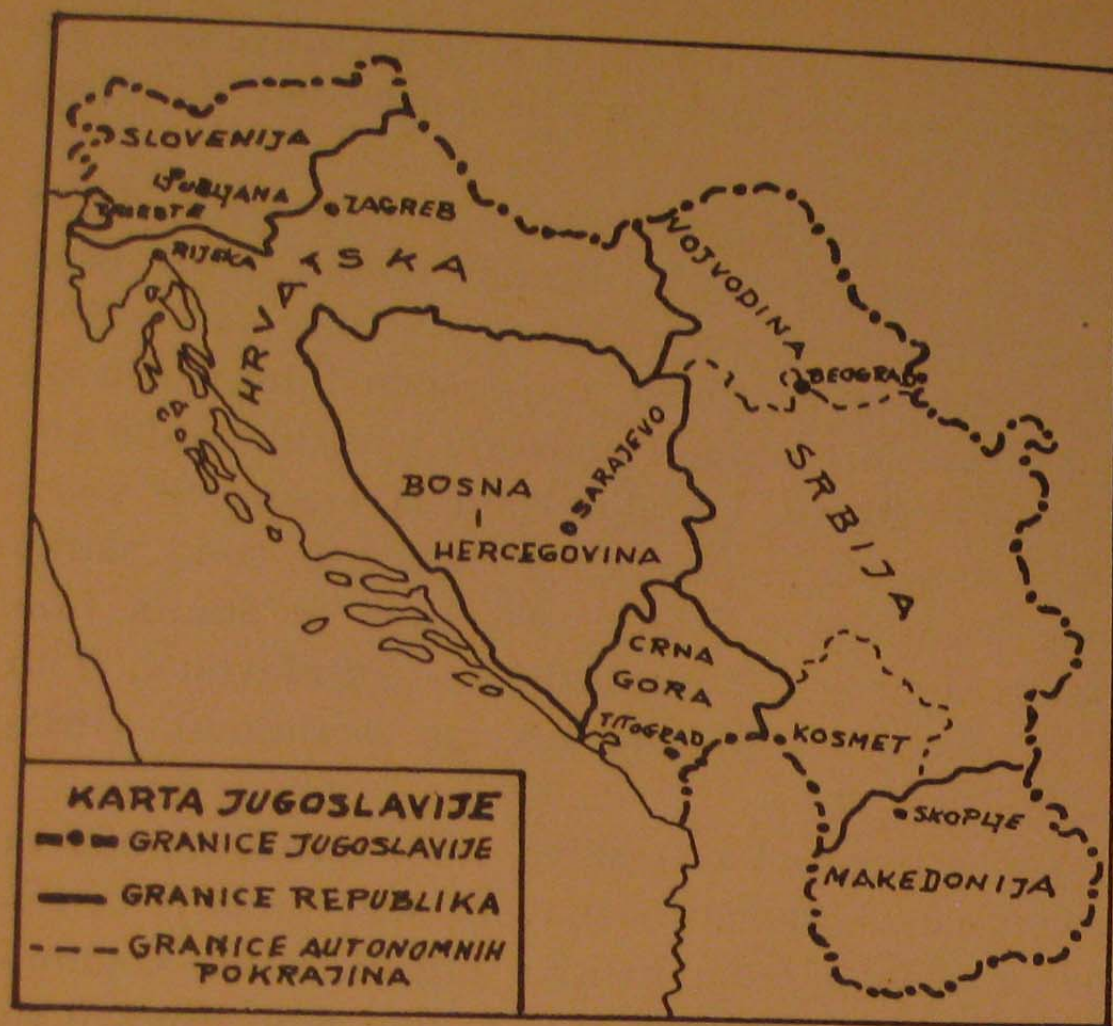 SLOVENIJA
LJUBLJANA
TRIESTE
ZAGREB
RIJEKA
HRVATSKA
VOJVODINA
BEOGRAD
SRBIJA
SARAJEVO
BOSNA
I
HERCEGOVINA
CRNA
GORA
TITOGRAD
KOSMET
SKOPLJE
MAKEDONIJA
KARTA JUGOSLAVIJE
GRANICE JUGOSLAVIJE
GRANICE REPUBLIKA
GRANICE AUTONOMNIH
POKRAJINA